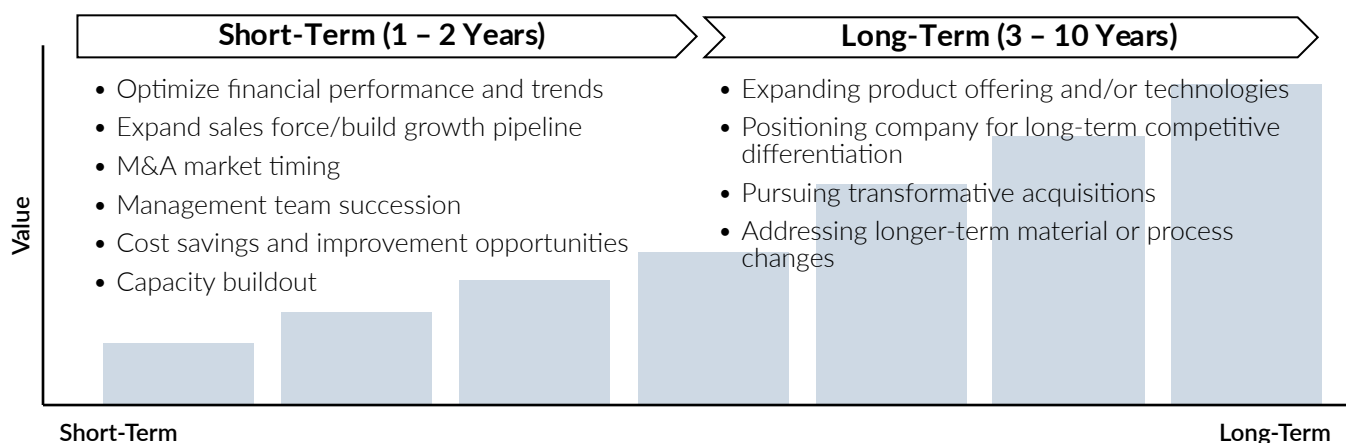 Short-Term (1 – 2 Years)
• Optimize financial performance and trends
• Expand sales force/build growth pipeline
• M&A market timing
• Management team succession
• Cost savings and improvement opportunities
• Capacity buildout
Long-Term (3 – 10 Years)
• Expanding product offering and/or technologies
• Positioning company for long-term competitive
differentiation
• Pursuing transformative acquisitions
• Addressing longer-term material or process
changes
Value
Short-Term
Long-Term